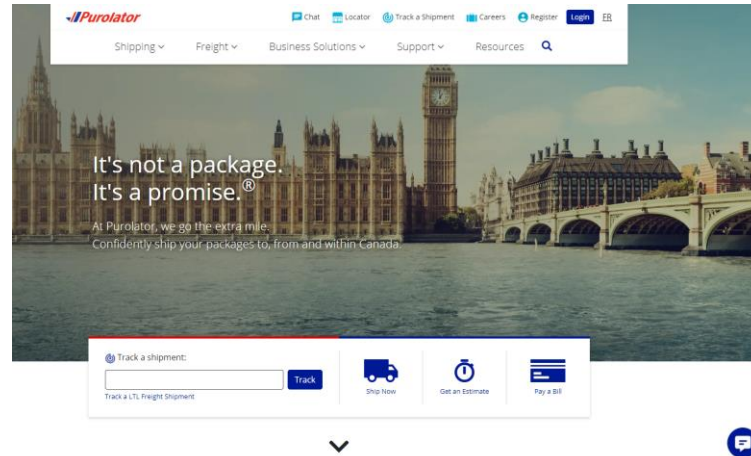 Purolator
Chat Locator Track a Shipment Careers Register Login FR
Shipping Freight Business Solutions Support Resources
It's not a package.
It's a promise.®
At Purolator, we go the extra mile.
Confidently ship your packages to, from and within Canada.
Track a shipment:
Track
Track a LTL Freight Shipment
Ship Now
Get an Estimate
Pay a Bill